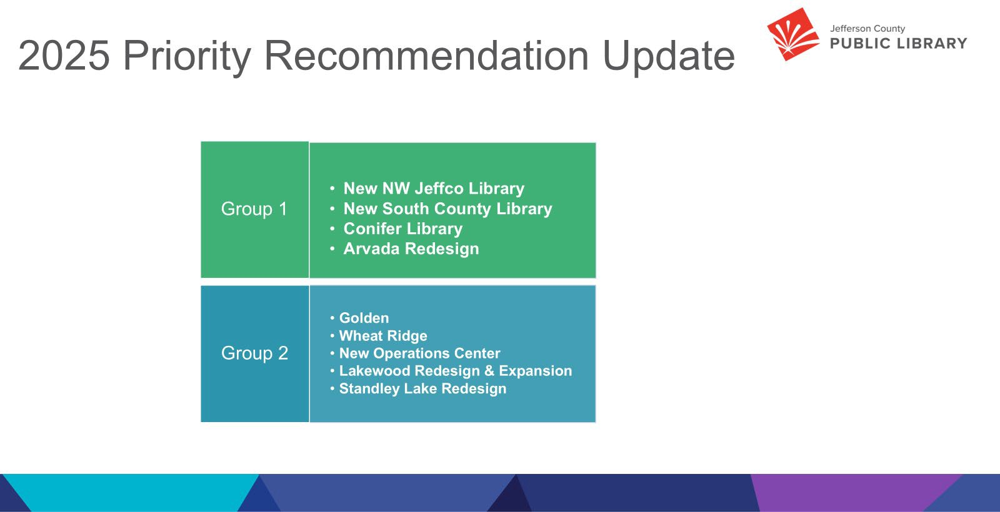 2025 Priority Recommendation Update
Jefferson County
PUBLIC LIBRARY
Group 1
• New NW Jeffco Library
• New South County Library
• Conifer Library
• Arvada Redesign
Group 2
• Golden
• Wheat Ridge
• New Operations Center
• Lakewood Redesign & Expansion
• Standley Lake Redesign